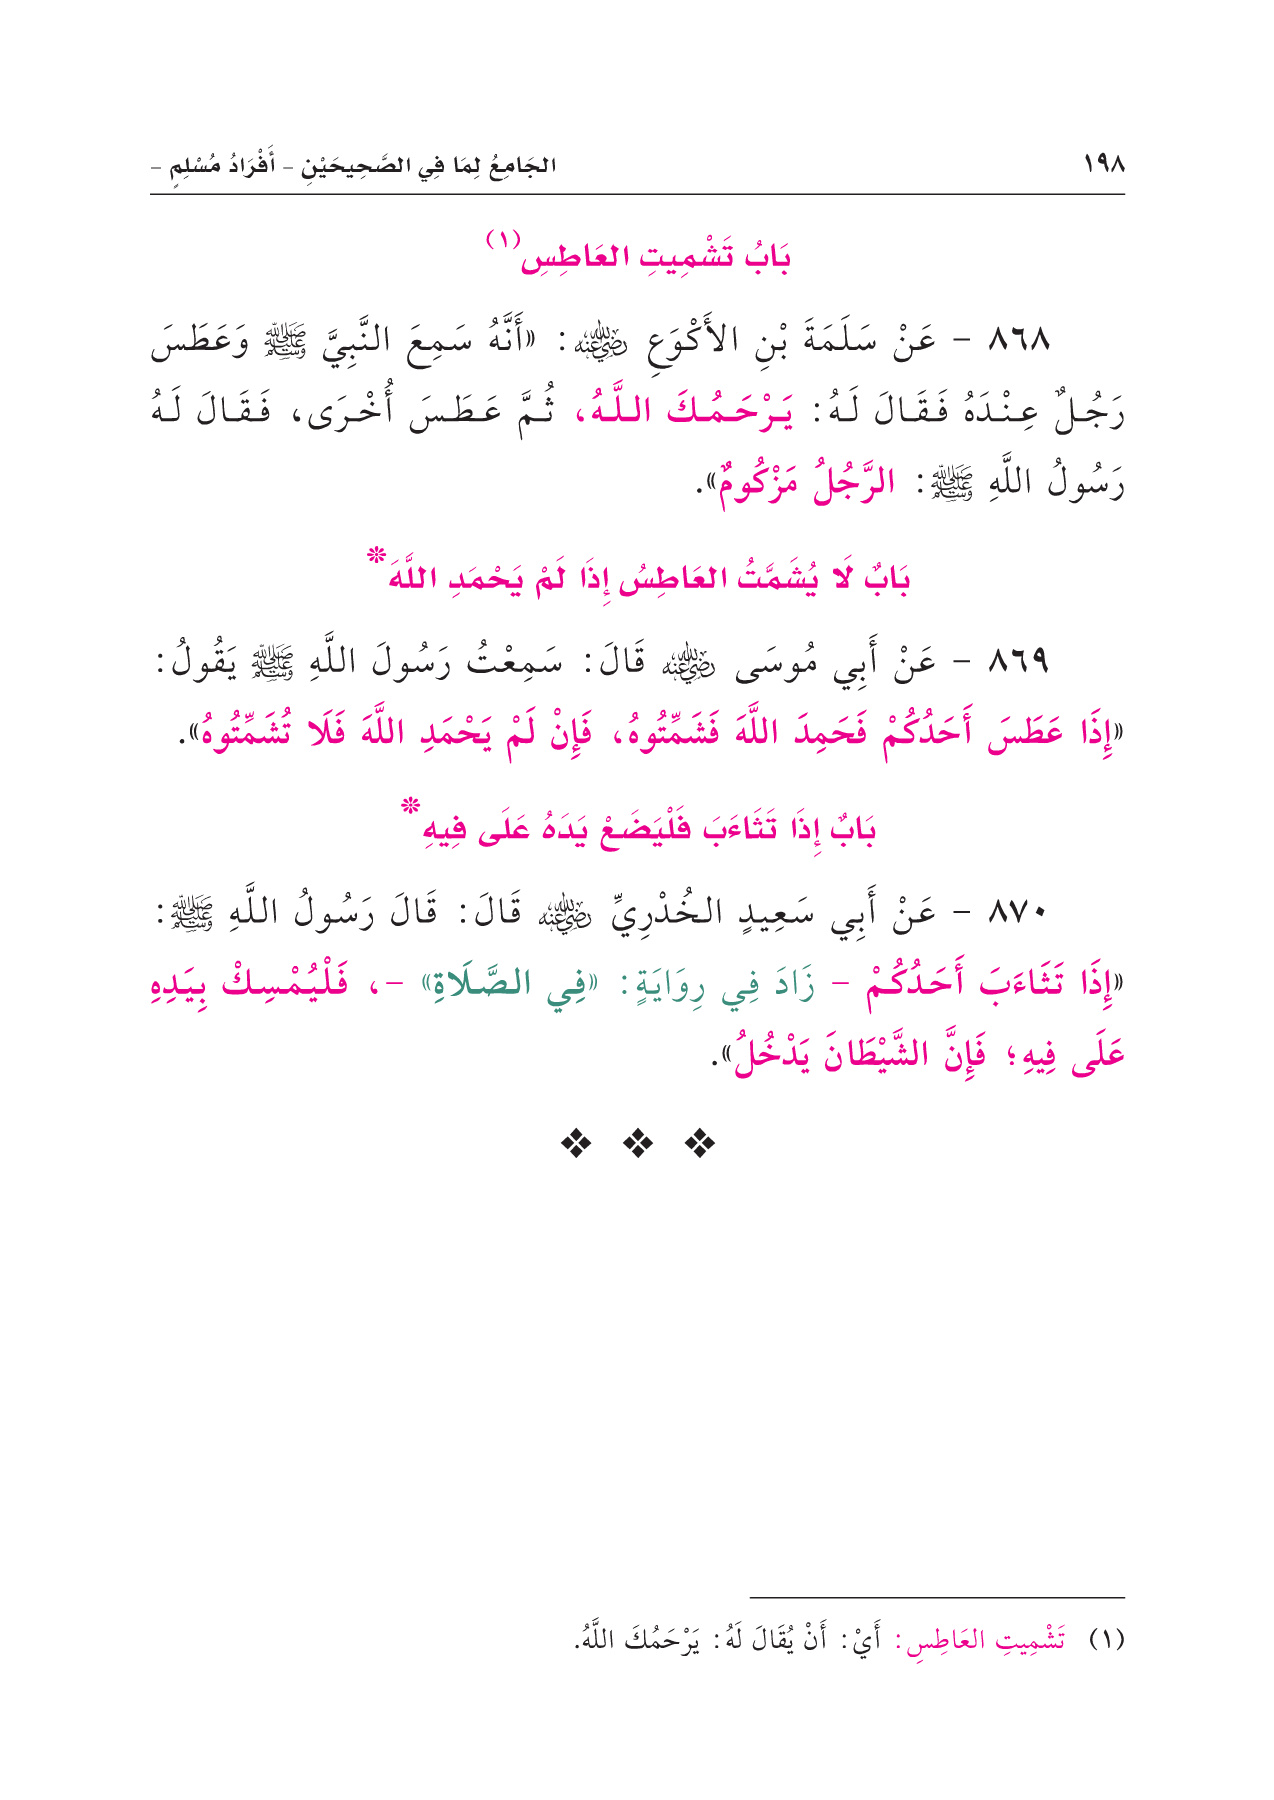 ١٩٨
الجَامِعُ لِمَا فِي الصَّحِيحَيْنِ - أَفْرَادُ مُسْلِمٍ -
بَابُ تَشْمِيتِ العَاطِسِ(١)
٨٦٨ - عَنْ سَلَمَةَ بْنِ الأَكْوَعِ رضي الله عنه: «أَنَّهُ سَمِعَ النَّبِيَّ ﷺ وَعَطَسَ
رَجُلٌ عِنْدَهُ فَقَالَ لَهُ: يَرْحَمُكَ اللَّهُ، ثُمَّ عَطَسَ أُخْرَى، فَقَالَ لَهُ
رَسُولُ اللَّهِ ﷺ: الرَّجُلُ مَزْكُومٌ».
بَابٌ لَا يُشَمَّتُ العَاطِسُ إِذَا لَمْ يَحْمَدِ اللَّهَ*
٨٦٩ - عَنْ أَبِي مُوسَى رضي الله عنه قَالَ: سَمِعْتُ رَسُولَ اللَّهِ ﷺ يَقُولُ:
«إِذَا عَطَسَ أَحَدُكُمْ فَحَمِدَ اللَّهَ فَشَمِّتُوهُ، فَإِنْ لَمْ يَحْمَدِ اللَّهَ فَلَا تُشَمِّتُوهُ».
بَابٌ إِذَا تَثَاءَبَ فَلْيَضَعْ يَدَهُ عَلَى فِيهِ*
٨٧٠ - عَنْ أَبِي سَعِيدٍ الخُدْرِيِّ رضي الله عنه قَالَ: قَالَ رَسُولُ اللَّهِ ﷺ:
«إِذَا تَثَاءَبَ أَحَدُكُمْ - زَادَ فِي رِوَايَةٍ: «فِي الصَّلَاةِ» -، فَلْيُمْسِكْ بِيَدِهِ
عَلَى فِيهِ؛ فَإِنَّ الشَّيْطَانَ يَدْخُلُ».
(١) تَشْمِيتِ العَاطِسِ: أَيْ: أَنْ يُقَالَ لَهُ: يَرْحَمُكَ اللَّهُ.